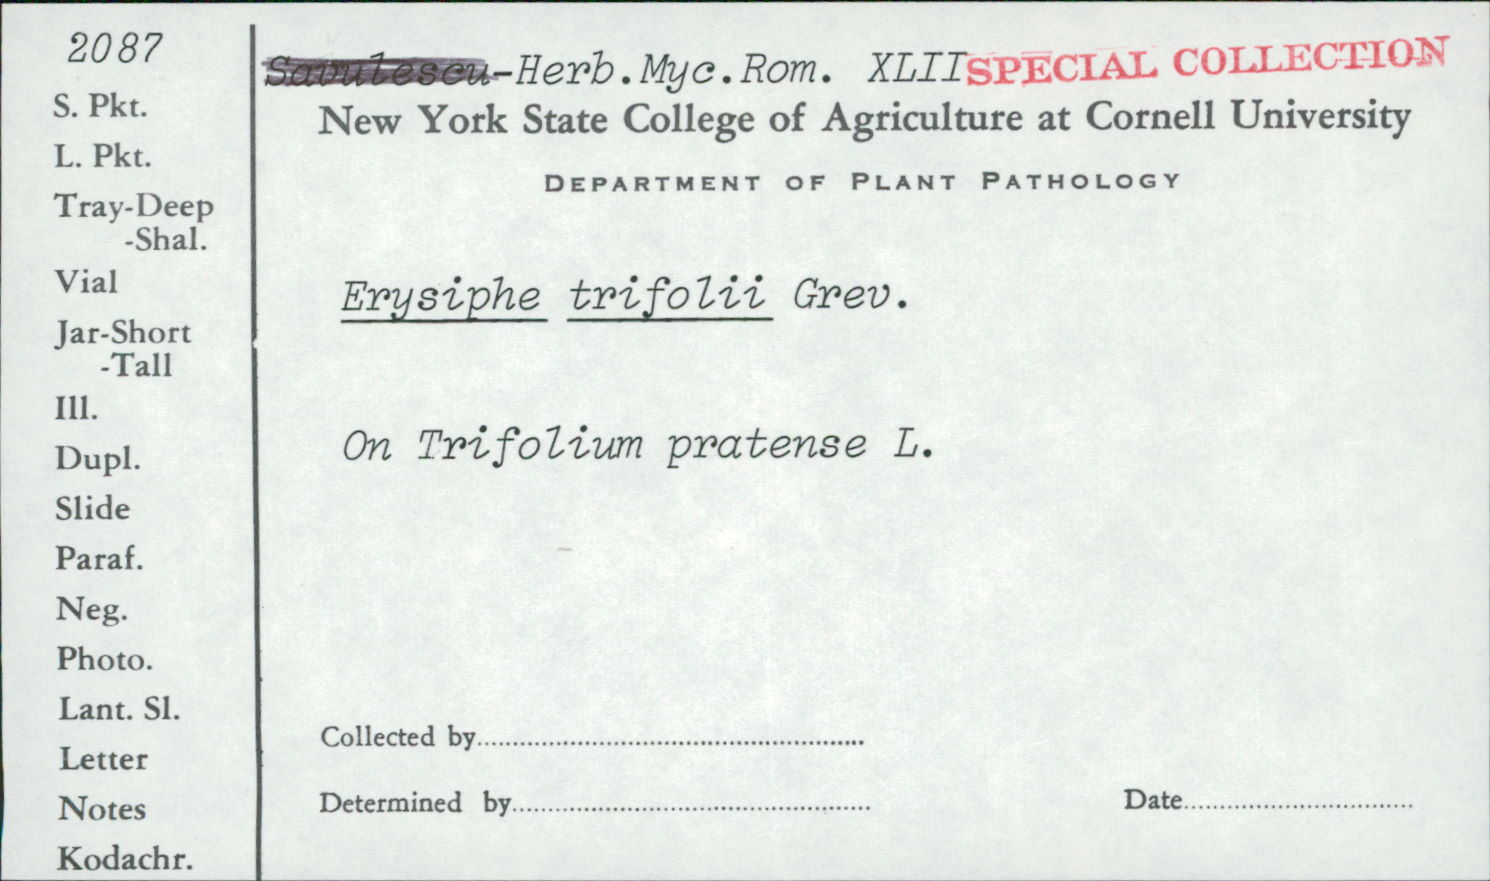 2087
Savulescu-Herb.Myc.Rom. XLII SPECIAL COLLECTION
New York State College of Agriculture at Cornell University
DEPARTMENT OF PLANT PATHOLOGY
S. Pkt.
L. Pkt.
Tray-Deep
-Shal.
Vial
Jar-Short
-Tall
Ill.
Dupl.
Slide
Paraf.
Neg.
Photo.
Lant. Sl.
Letter
Notes
Kodachr.
Erysiphe trifolii Grev.
On Trifolium pratense L.
Collected by
Determined by
Date